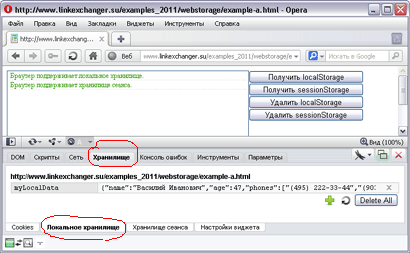 http://www.linkexchanger.su/examples_2011/webstorage/example-a.html - Opera
Файл Правка Вид Закладки Виджеты Инструменты Справка
http://www.linkexchang...
Веб www.linkexchanger.su/examples_2011/webstorage/e Искать в Google
Браузер поддерживает локальное хранилище.
Браузер поддерживает хранилище сеанса.
Получить localStorage
Получить sessionStorage
Удалить localStorage
Удалить sessionStorage
Вид (100%)
DOM Скрипты Сеть Хранилище Консоль ошибок Инструменты Параметры
http://www.linkexchanger.su/examples_2011/webstorage/example-a.html
myLocalData {"name":"Василий Иванович","age":47,"phones":["(495) 222-33-44","(903
Delete All
Cookies Локальное хранилище Хранилище сеанса Настройки виджета